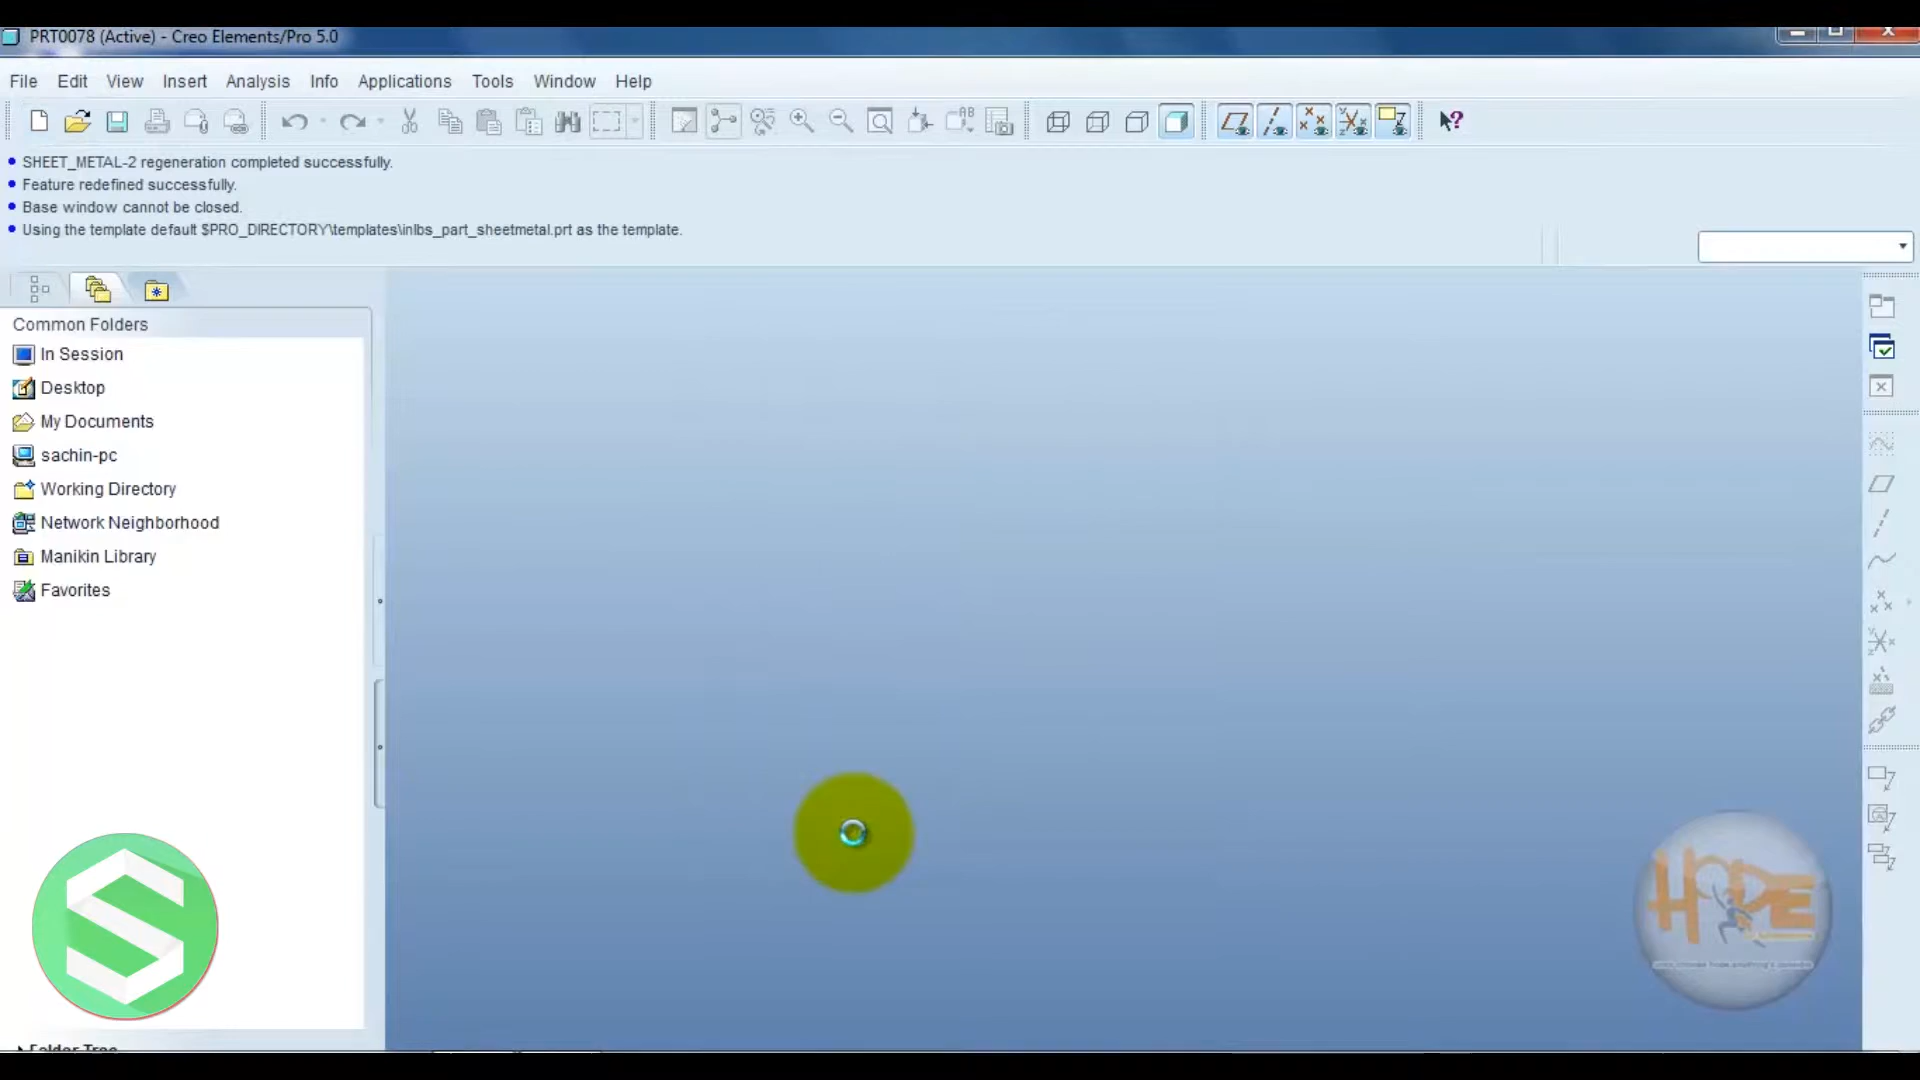 PRT0078 (Active) - Creo Elements/Pro 5.0
File Edit View Insert Analysis Info Applications Tools Window Help
SHEET_METAL-2 regeneration completed successfully.
Feature redefined successfully.
Base window cannot be closed.
Using the template default $PRO_DIRECTORY\templates\inlbs_part_sheetmetal.prt as the template.
Common Folders
In Session
Desktop
My Documents
sachin-pc
Working Directory
Network Neighborhood
Manikin Library
Favorites
Folder Tree
HOPE